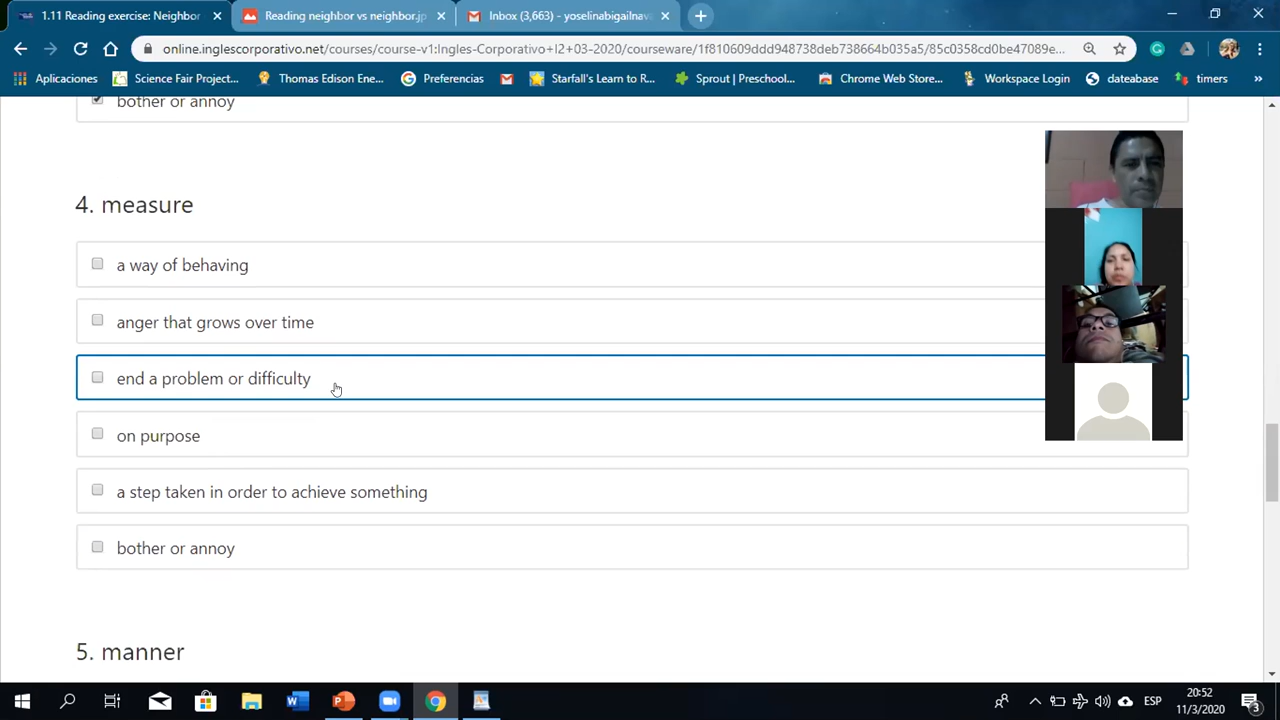 1.11 Reading exercise: Neighbor
Reading neighbor vs neighbor.jp
Inbox (3,663) - yoselinabigailnava
online.inglescorporativo.net/courses/course-v1:Ingles-Corporativo+I2+03-2020/courseware/1f810609ddd948738deb738664b035a5/85c0358cd0be47089e...
Aplicaciones
Science Fair Project...
Thomas Edison Ene...
Preferencias
Starfall's Learn to R...
Sprout | Preschool...
Chrome Web Store...
Workspace Login
dateabase
timers
»
bother or annoy
4. measure
a way of behaving
anger that grows over time
end a problem or difficulty
on purpose
a step taken in order to achieve something
bother or annoy
5. manner
ESP
20:52
11/3/2020
3